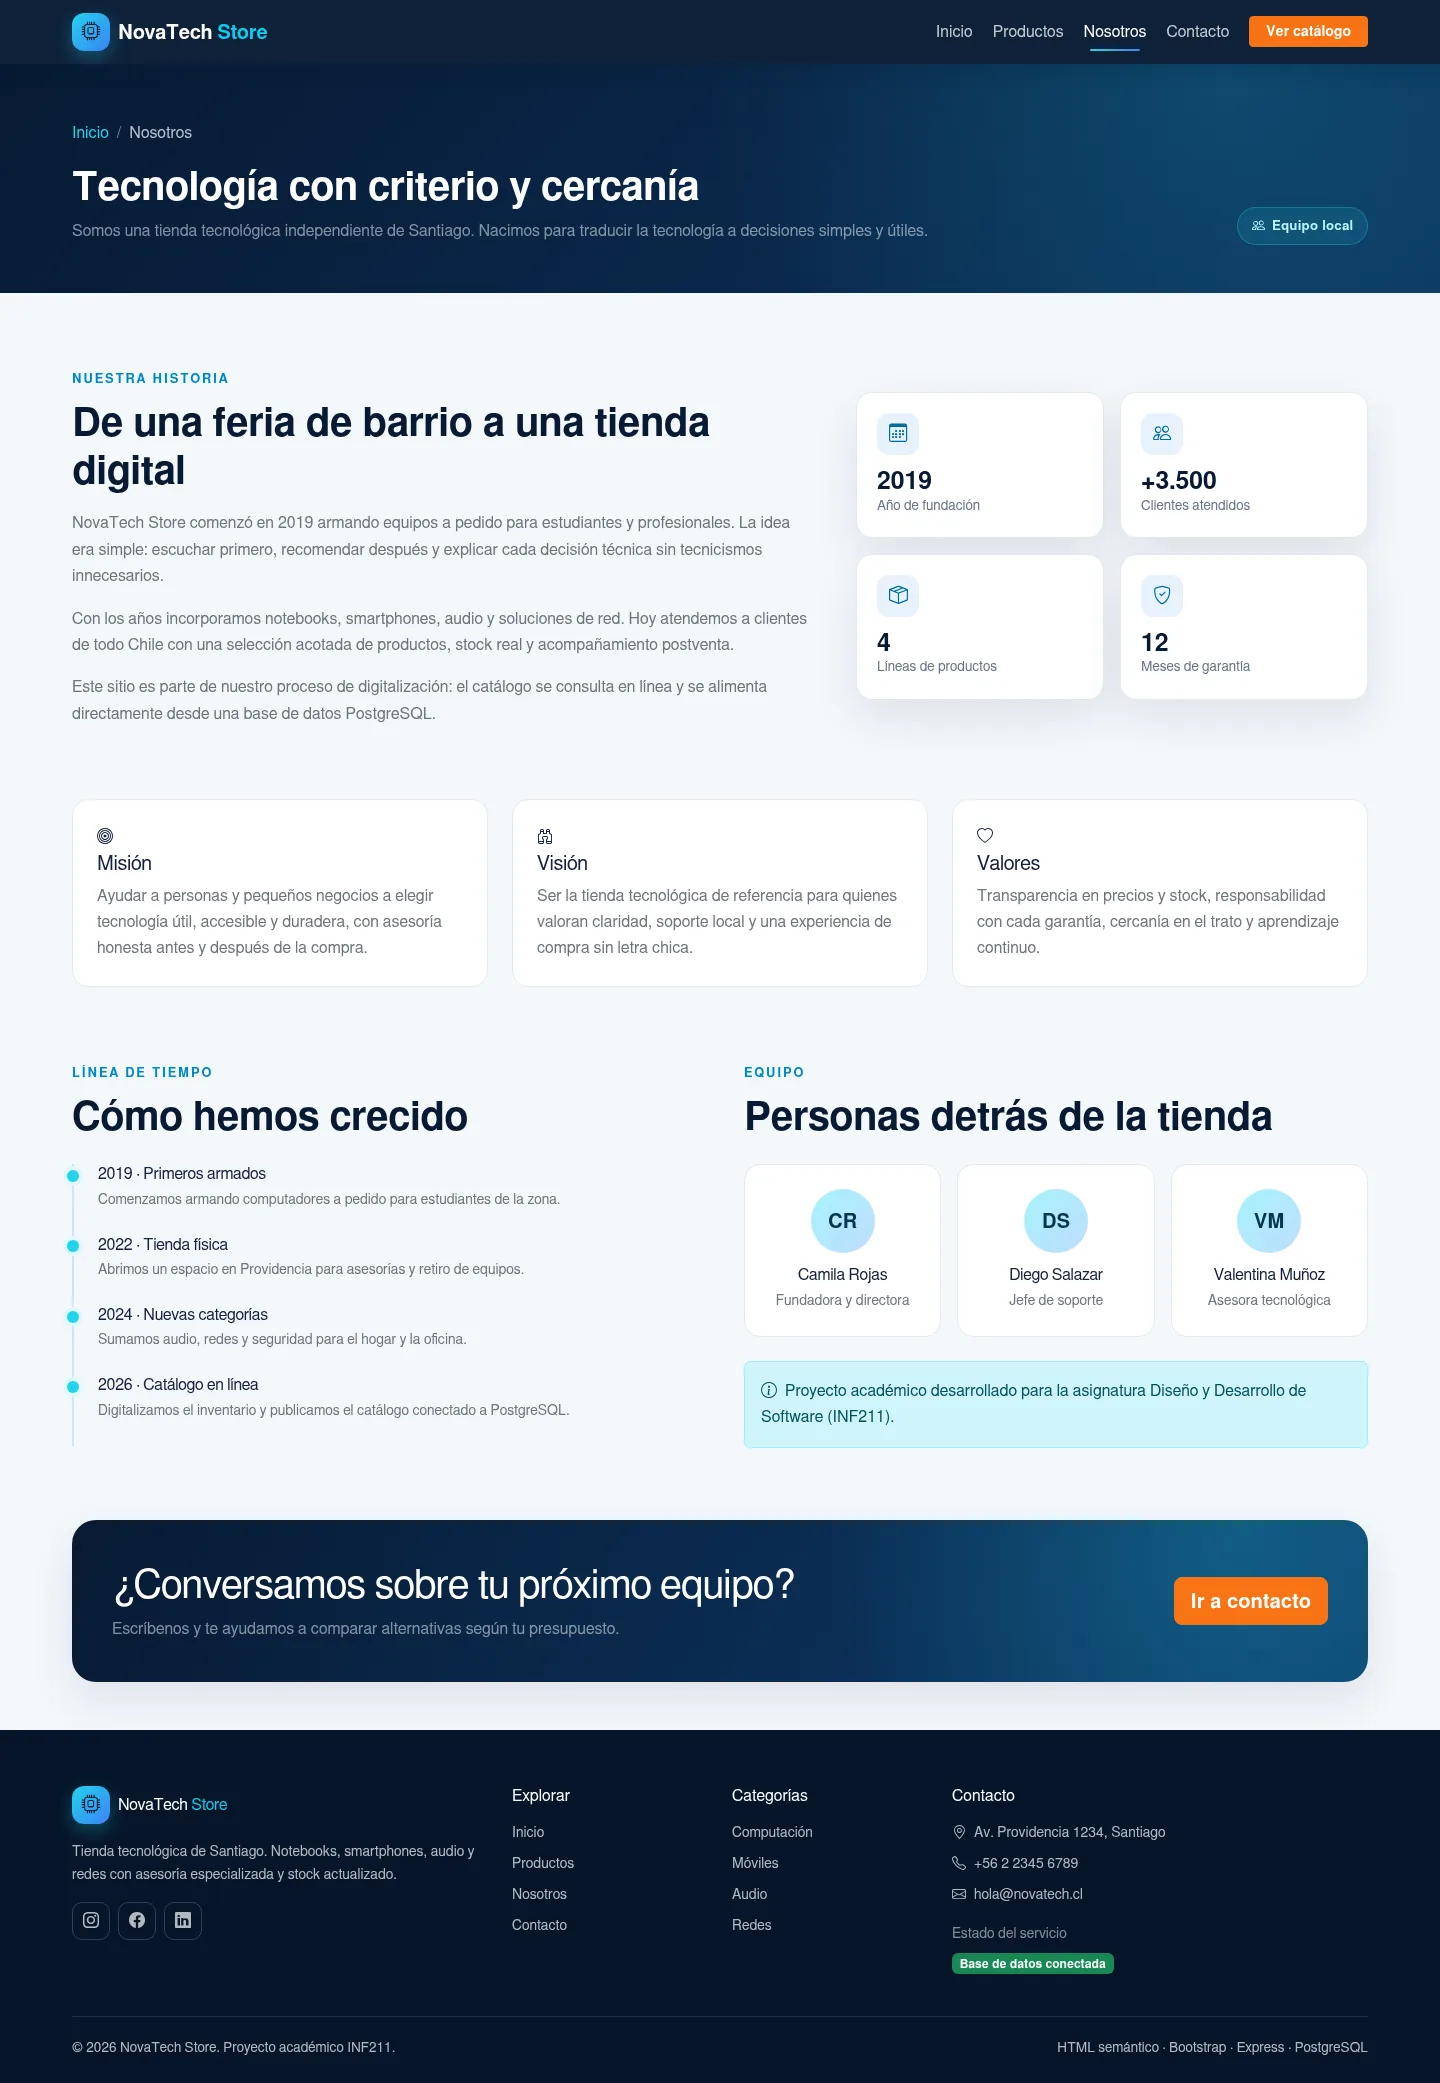 NovaTech Store
Inicio
Productos
Nosotros
Contacto
Ver catálogo
Inicio / Nosotros
Tecnología con criterio y cercanía
Somos una tienda tecnológica independiente de Santiago. Nacimos para traducir la tecnología a decisiones simples y útiles.
Equipo local
NUESTRA HISTORIA
De una feria de barrio a una tienda
digital
NovaTech Store comenzó en 2019 armando equipos a pedido para estudiantes y profesionales. La idea
era simple: escuchar primero, recomendar después y explicar cada decisión técnica sin tecnicismos
innecesarios.
Con los años incorporamos notebooks, smartphones, audio y soluciones de red. Hoy atendemos a clientes
de todo Chile con una selección acotada de productos, stock real y acompañamiento postventa.
Este sitio es parte de nuestro proceso de digitalización: el catálogo se consulta en línea y se alimenta
directamente desde una base de datos PostgreSQL.
2019
Año de fundación
+3.500
Clientes atendidos
4
Líneas de productos
12
Meses de garantía
Misión
Ayudar a personas y pequeños negocios a elegir
tecnología útil, accesible y duradera, con asesoría
honesta antes y después de la compra.
Visión
Ser la tienda tecnológica de referencia para quienes
valoran claridad, soporte local y una experiencia de
compra sin letra chica.
Valores
Transparencia en precios y stock, responsabilidad
con cada garantía, cercanía en el trato y aprendizaje
continuo.
LÍNEA DE TIEMPO
Cómo hemos crecido
2019 · Primeros armados
Comenzamos armando computadores a pedido para estudiantes de la zona.
2022 · Tienda física
Abrimos un espacio en Providencia para asesorías y retiro de equipos.
2024 · Nuevas categorías
Sumamos audio, redes y seguridad para el hogar y la oficina.
2026 · Catálogo en línea
Digitalizamos el inventario y publicamos el catálogo conectado a PostgreSQL.
EQUIPO
Personas detrás de la tienda
CR
Camila Rojas
Fundadora y directora
DS
Diego Salazar
Jefe de soporte
VM
Valentina Muñoz
Asesora tecnológica
Proyecto académico desarrollado para la asignatura Diseño y Desarrollo de
Software (INF211).
¿Conversamos sobre tu próximo equipo?
Escríbenos y te ayudamos a comparar alternativas según tu presupuesto.
Ir a contacto
NovaTech Store
Tienda tecnológica de Santiago. Notebooks, smartphones, audio y
redes con asesoría especializada y stock actualizado.
Explorar
Inicio
Productos
Nosotros
Contacto
Categorías
Computación
Móviles
Audio
Redes
Contacto
Av. Providencia 1234, Santiago
+56 2 2345 6789
hola@novatech.cl
Estado del servicio
Base de datos conectada
© 2026 NovaTech Store. Proyecto académico INF211.
HTML semántico · Bootstrap · Express · PostgreSQL